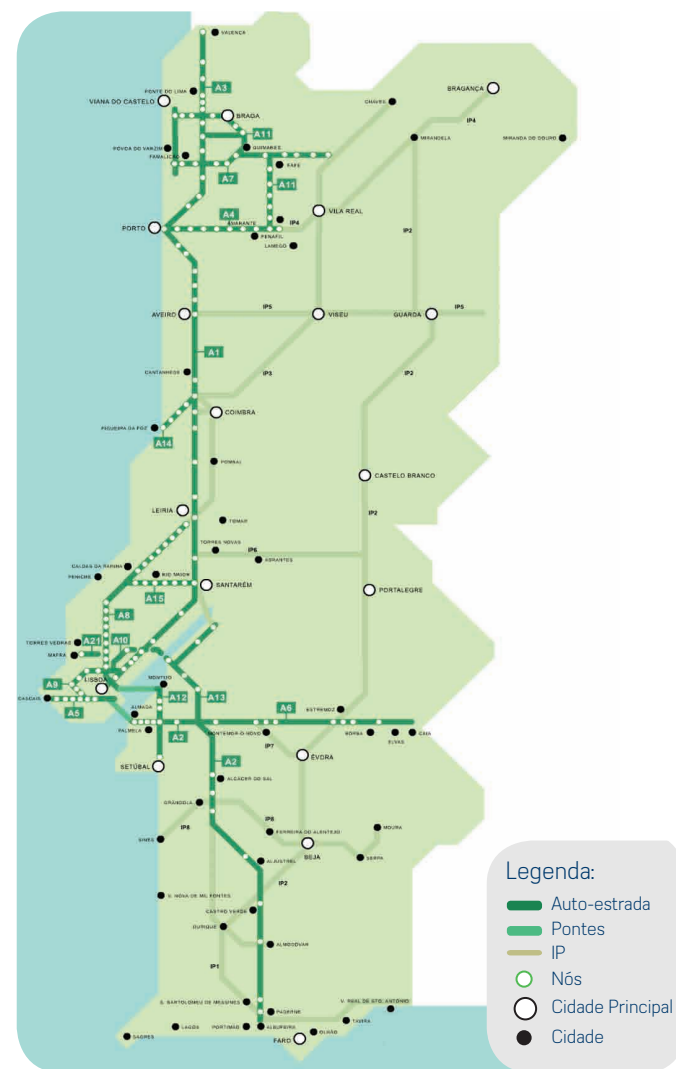 VALENÇA
A3
PONTE DO LIMA
VIANA DO CASTELO
BRAGA
BRAGANÇA
CHAVES
IP4
MIRANDELA
MIRANDA DO DOURO
A11
PÓVOA DO VARZIM
FAMALICÃO
GUIMARÃES
FAFE
A7
A11
A4
AMARANTE
IP4
VILA REAL
IP2
PORTO
PENAFIL
LAMEGO
IP5
IP5
AVEIRO
VISEU
GUARDA
A1
CANTANHEDE
IP3
IP2
COIMBRA
FIGUEIRA DA FOZ
A14
POMBAL
CASTELO BRANCO
LEIRIA
IP2
TOMAR
TORRES NOVAS
IP6
ABRANTES
CALDAS DA RAINHA
PENICHE
RIO MAIOR
SANTARÉM
A15
PORTALEGRE
A8
TORRES VEDRAS
A21
A10
MAFRA
A9
LISBOA
MONTIJO
CASCAIS
A5
A12
A13
ALMADA
A6
ESTREMOZ
PALMELA
A2
MONTEMOR-O-NOVO
BORBA
ELVAS
CAIA
IP7
ÉVORA
A2
SETÚBAL
ALCÁCER DO SAL
GRÂNDOLA
IP8
IP8
FERREIRA DO ALENTEJO
MOURA
SINES
BEJA
SERPA
ALJUSTREL
IP2
V. NOVA DE MIL FONTES
CASTRO VERDE
OURIQUE
ALMODÔVAR
IP1
S. BARTOLOMEU DE MESSINES
PADERNE
V. REAL DE STO. ANTÓNIO
TAVIRA
LAGOS
PORTIMÃO
ALBUFEIRA
OLHÃO
SAGRES
FARO
Legenda:
Auto-estrada
Pontes
IP
Nós
Cidade Principal
Cidade